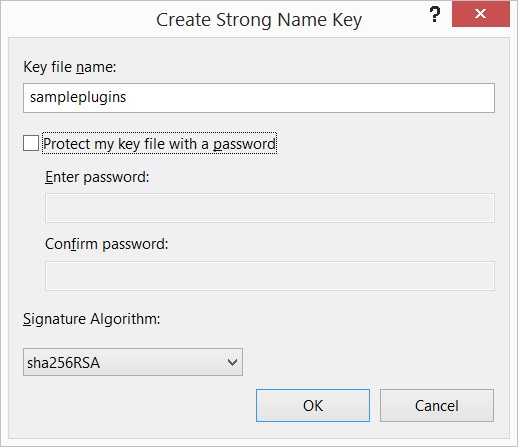 Create Strong Name Key
?
Key file name:
sampleplugins
Protect my key file with a password
Enter password:
Confirm password:
Signature Algorithm:
sha256RSA
OK Cancel